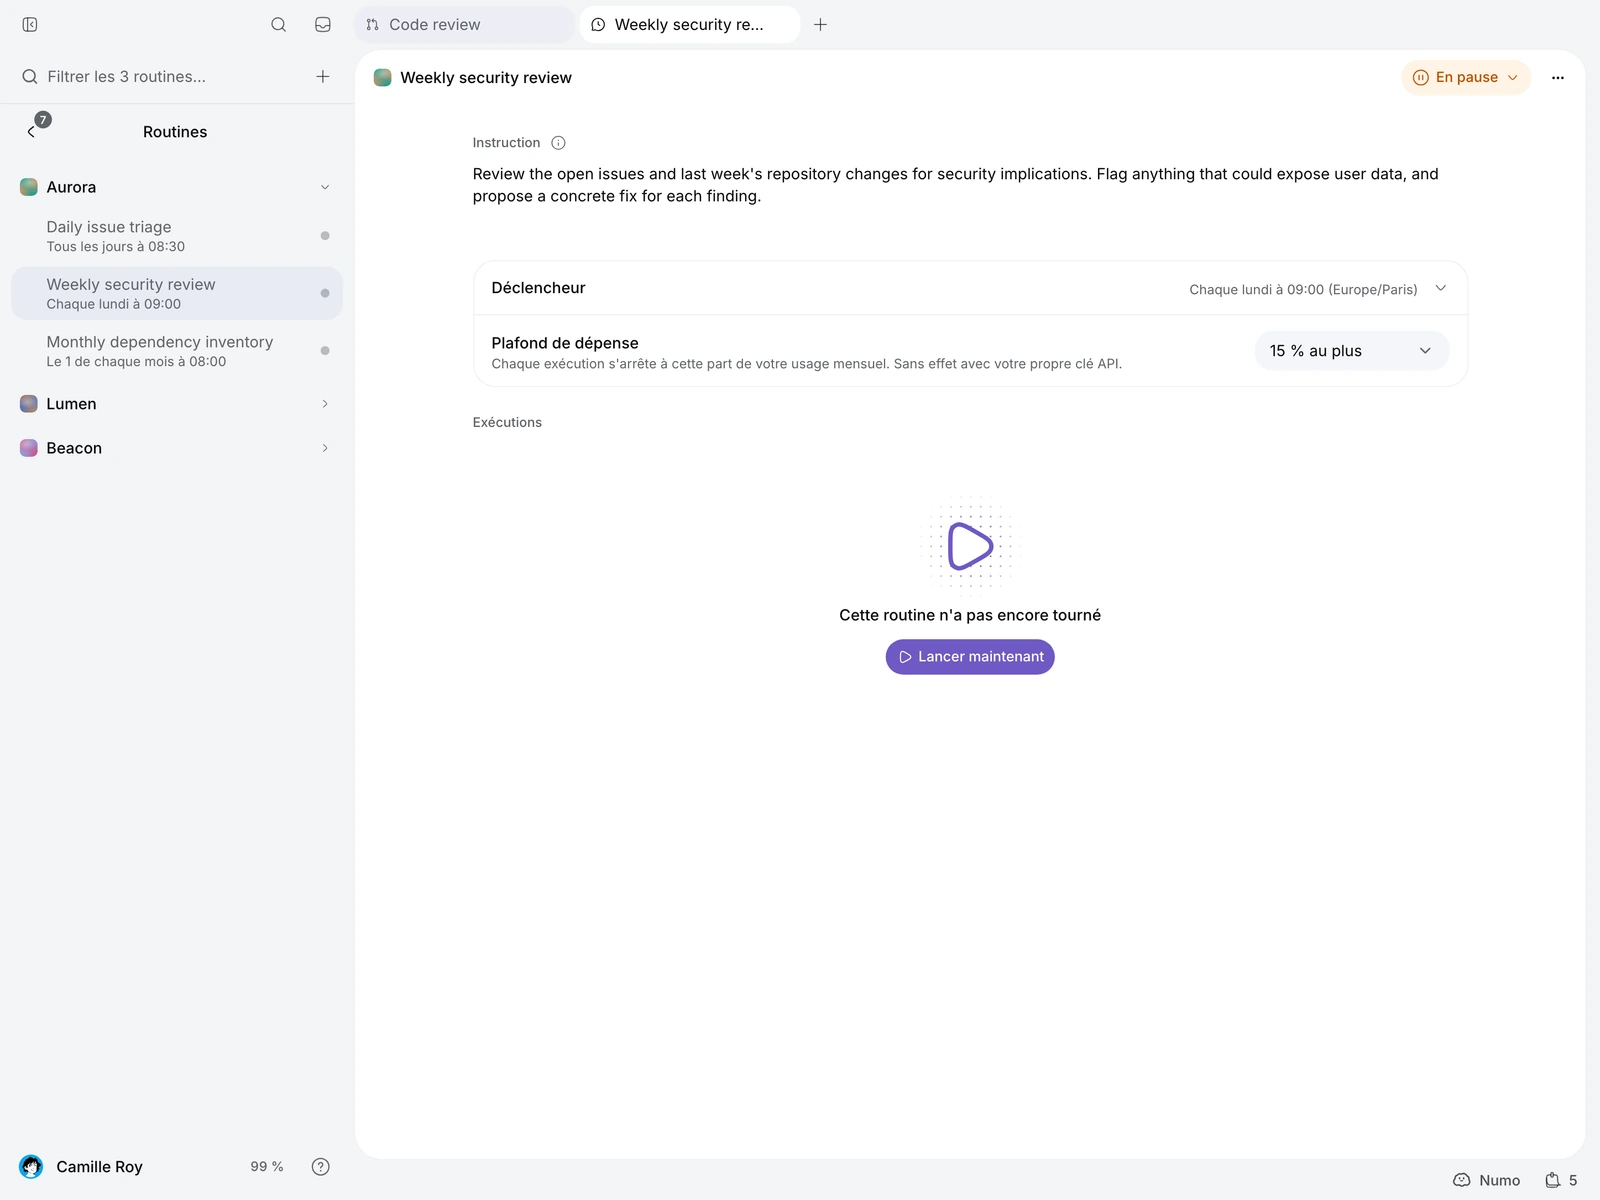 Code review
Weekly security re...
Filtrer les 3 routines...
7
Routines
Aurora
Daily issue triage
Tous les jours à 08:30
Weekly security review
Chaque lundi à 09:00
Monthly dependency inventory
Le 1 de chaque mois à 08:00
Lumen
Beacon
Camille Roy
99 %
Weekly security review
En pause
Instruction
Review the open issues and last week's repository changes for security implications. Flag anything that could expose user data, and
propose a concrete fix for each finding.
Déclencheur
Chaque lundi à 09:00 (Europe/Paris)
Plafond de dépense
Chaque exécution s'arrête à cette part de votre usage mensuel. Sans effet avec votre propre clé API.
15 % au plus
Exécutions
Cette routine n'a pas encore tourné
Lancer maintenant
Numo
5